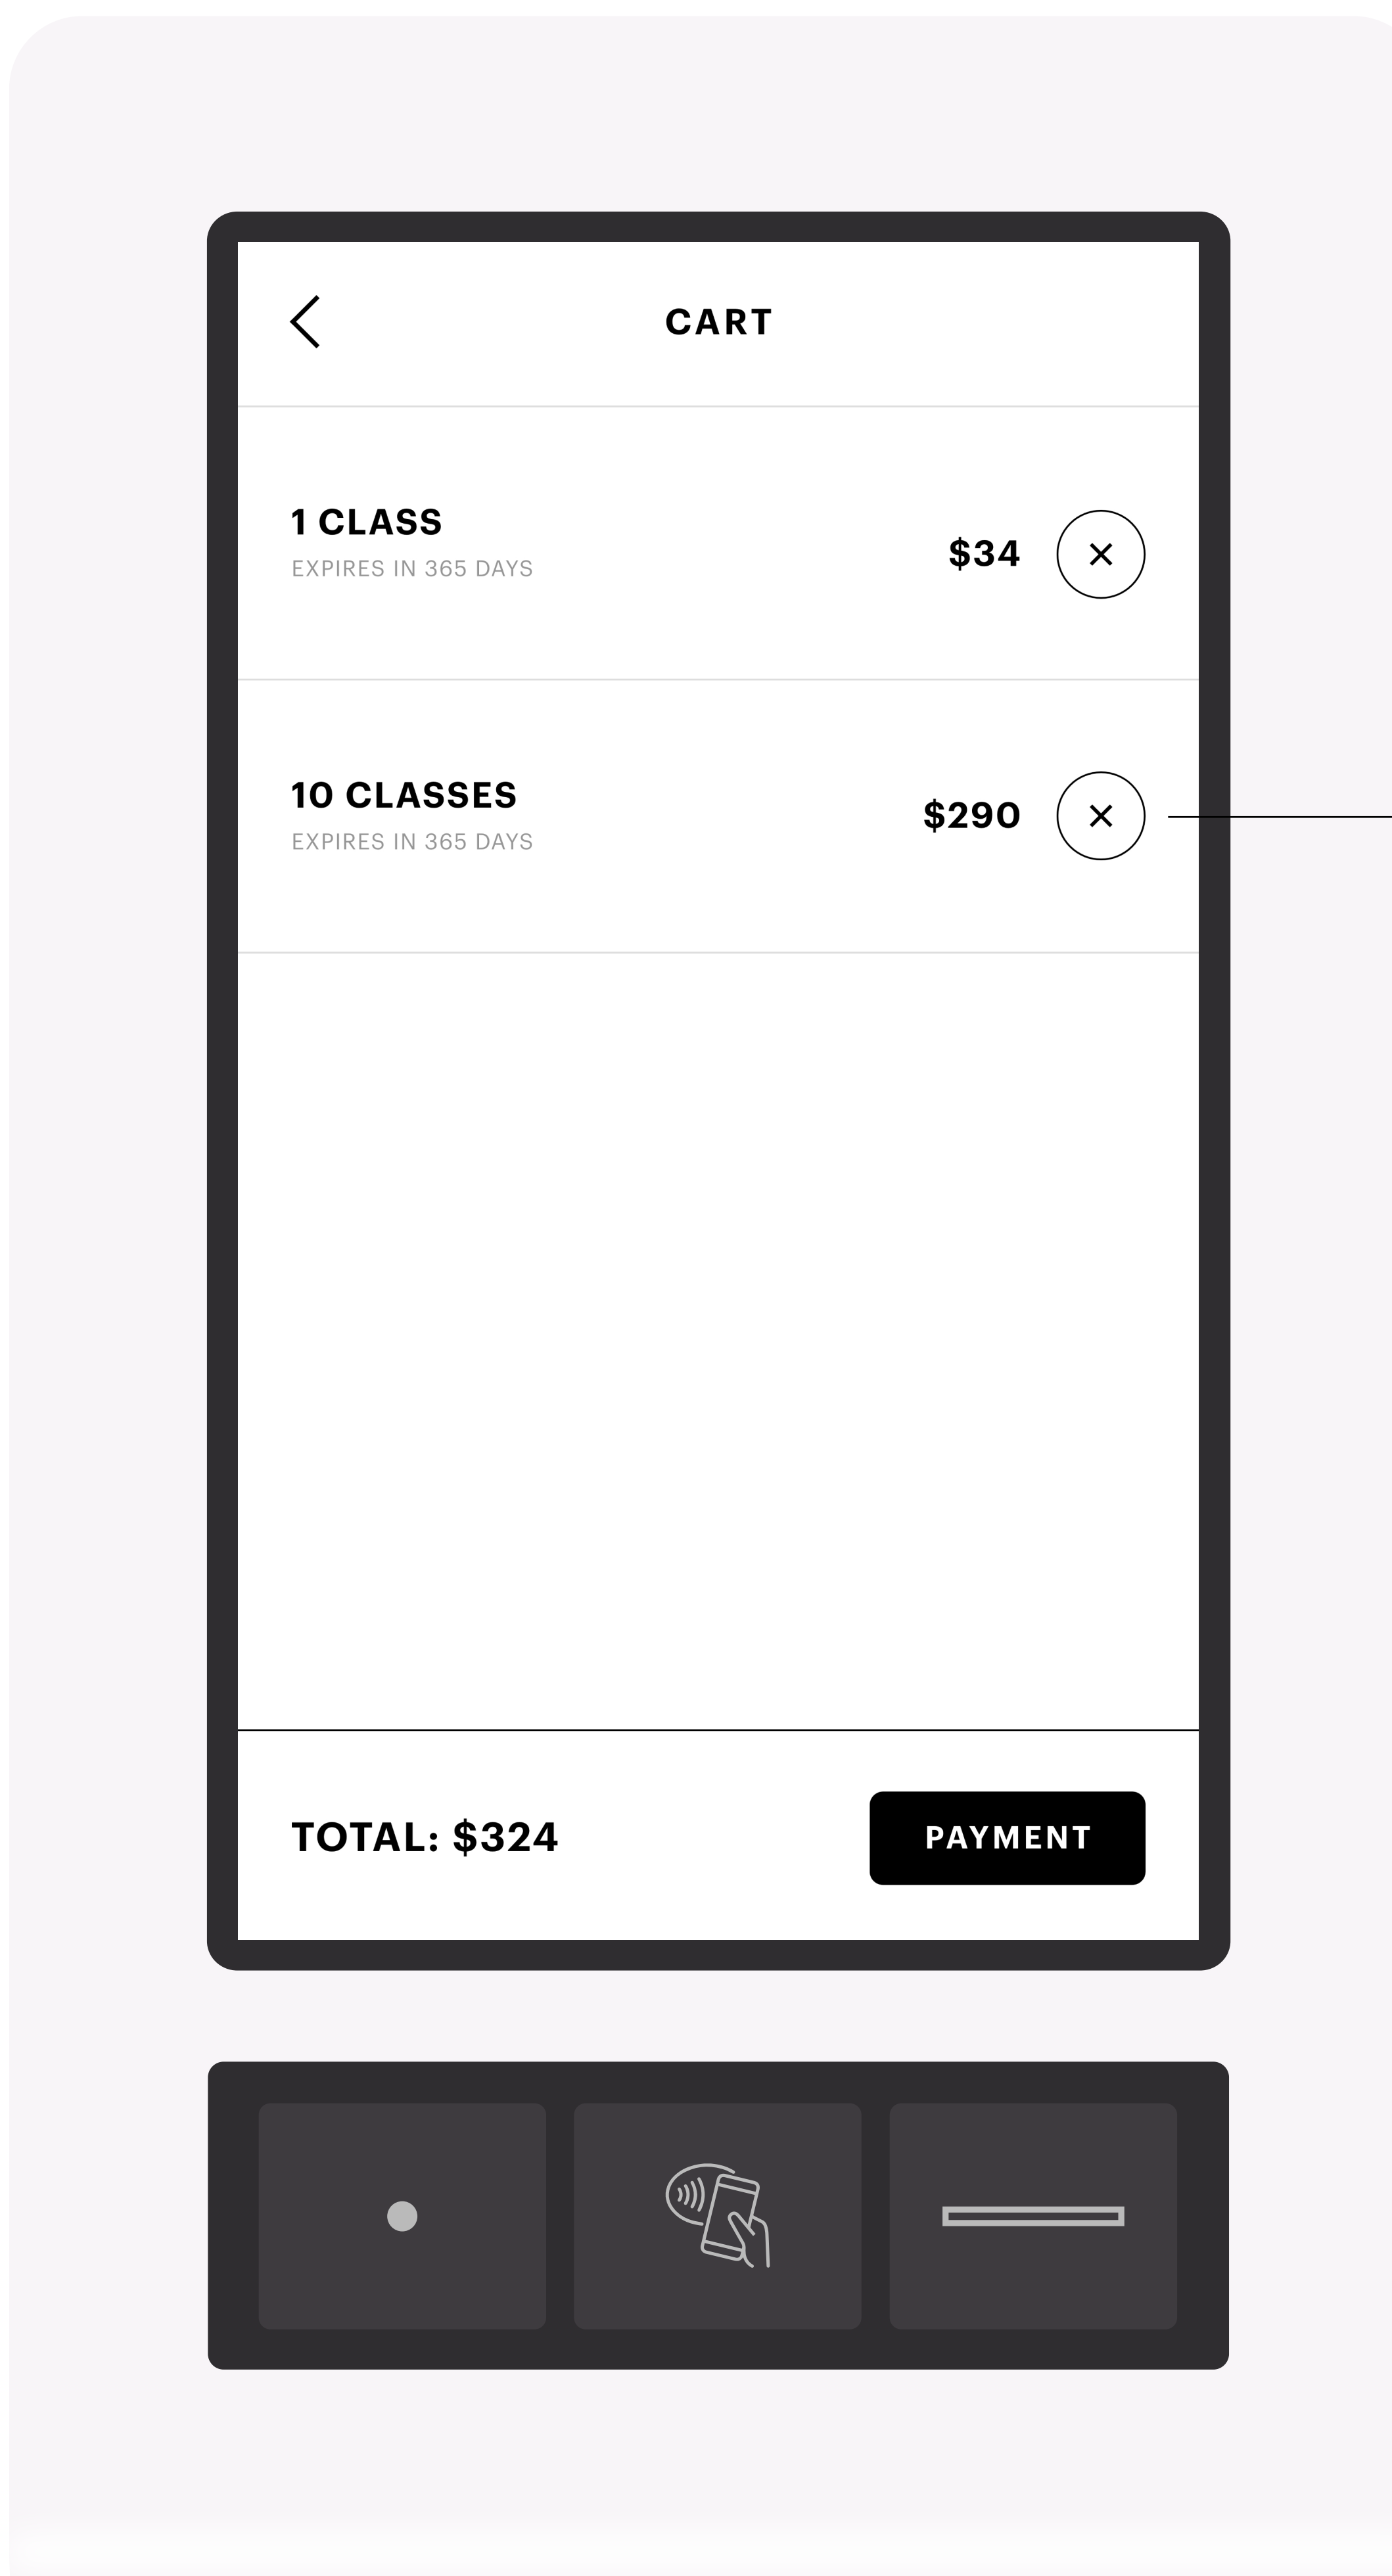 CART
1 CLASS
EXPIRES IN 365 DAYS
$34
10 CLASSES
EXPIRES IN 365 DAYS
$290
TOTAL: $324
PAYMENT